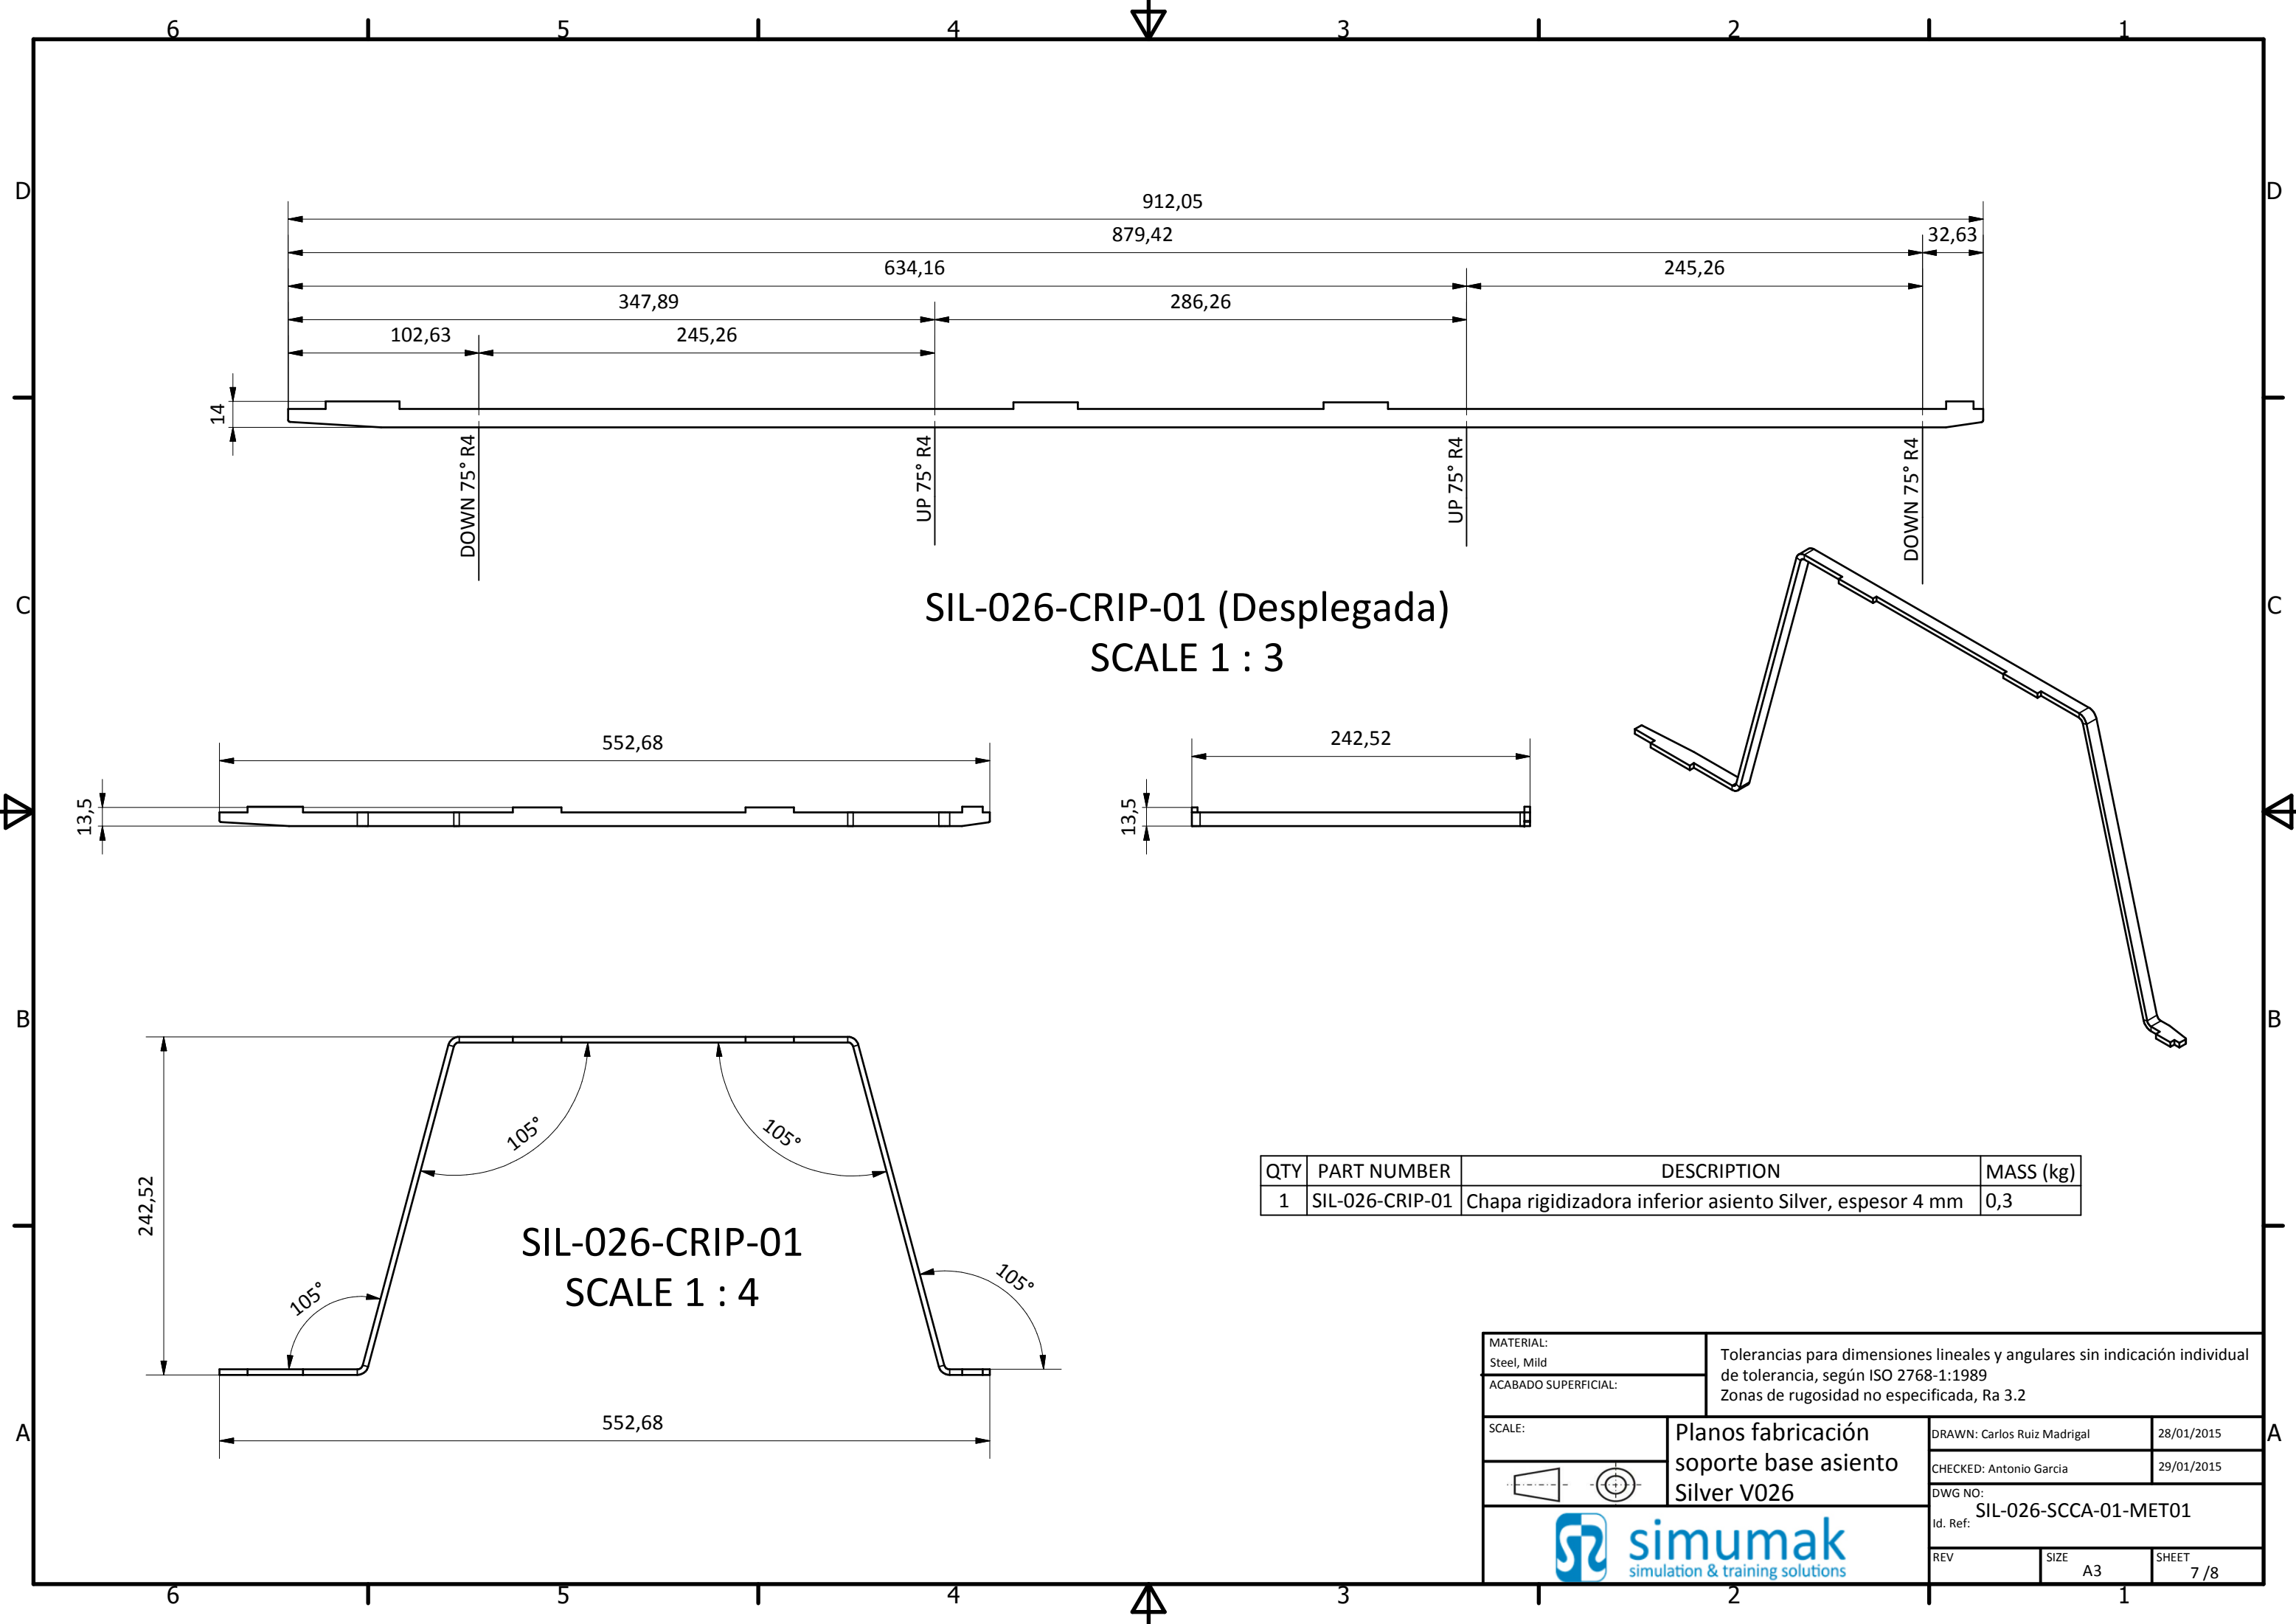 6 5 4 3 2 1
D D
912,05
879,42 32,63
634,16 245,26
347,89 286,26
102,63 245,26
14
DOWN 75° R4
UP 75° R4
UP 75° R4
DOWN 75° R4
C C
SIL-026-CRIP-01 (Desplegada)
SCALE 1 : 3
552,68
13,5
242,52
13,5
B B
105°
105°
242,52
SIL-026-CRIP-01
SCALE 1 : 4
105°
105°
552,68
QTY PART NUMBER DESCRIPTION MASS (kg)
1 SIL-026-CRIP-01 Chapa rigidizadora inferior asiento Silver, espesor 4 mm 0,3
A A
MATERIAL:
Steel, Mild
ACABADO SUPERFICIAL:
Tolerancias para dimensiones lineales y angulares sin indicación individual
de tolerancia, según ISO 2768-1:1989
Zonas de rugosidad no especificada, Ra 3.2
SCALE:
Planos fabricación
soporte base asiento
Silver V026
DRAWN: Carlos Ruiz Madrigal 28/01/2015
CHECKED: Antonio Garcia 29/01/2015
DWG NO:
SIL-026-SCCA-01-MET01
Id. Ref:
simumak
simulation & training solutions
REV
SIZE
A3
SHEET
7 /8
6 5 4 3 2 1